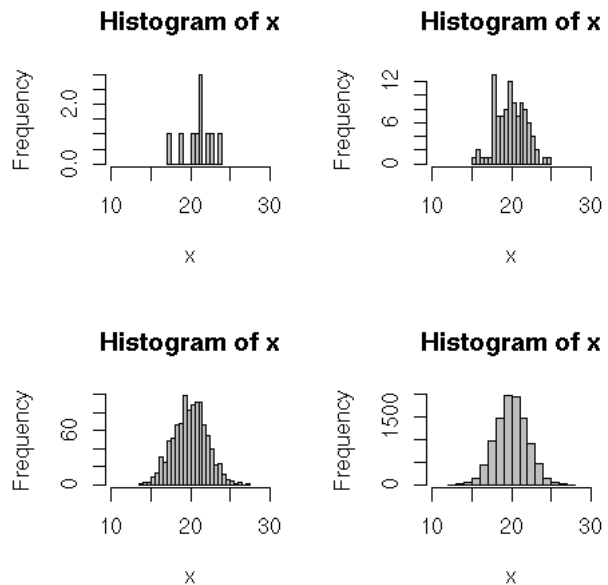 Histogram of x
Frequency
0.0 2.0
10 20 30
x
Histogram of x
Frequency
0 6 12
10 20 30
x
Histogram of x
Frequency
0 60
10 20 30
x
Histogram of x
Frequency
0 1500
10 20 30
x